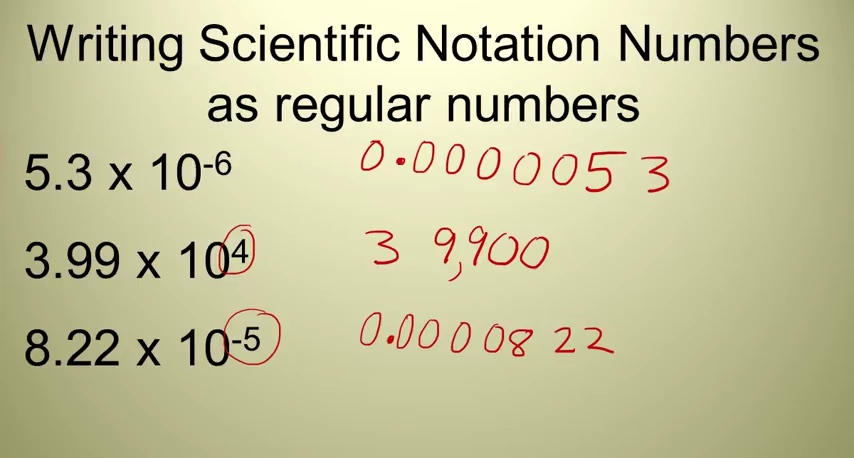 Writing Scientific Notation Numbers
as regular numbers
5.3 x 10⁻⁶ 0.0000053
3.99 x 10⁴ 39,900
8.22 x 10⁻⁵ 0.0000822